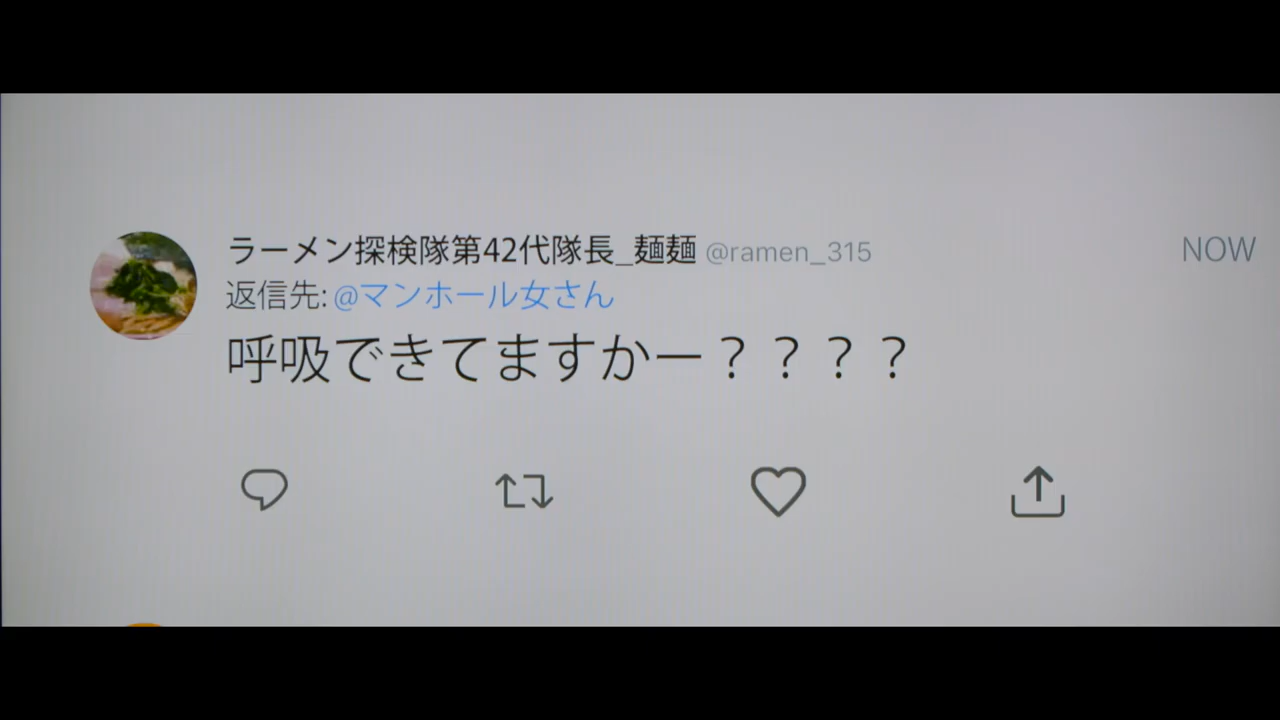 ラーメン探検隊第42代隊長_麺麺 @ramen_315 NOW
返信先: @マンホール女さん
呼吸できてますかー？？？？